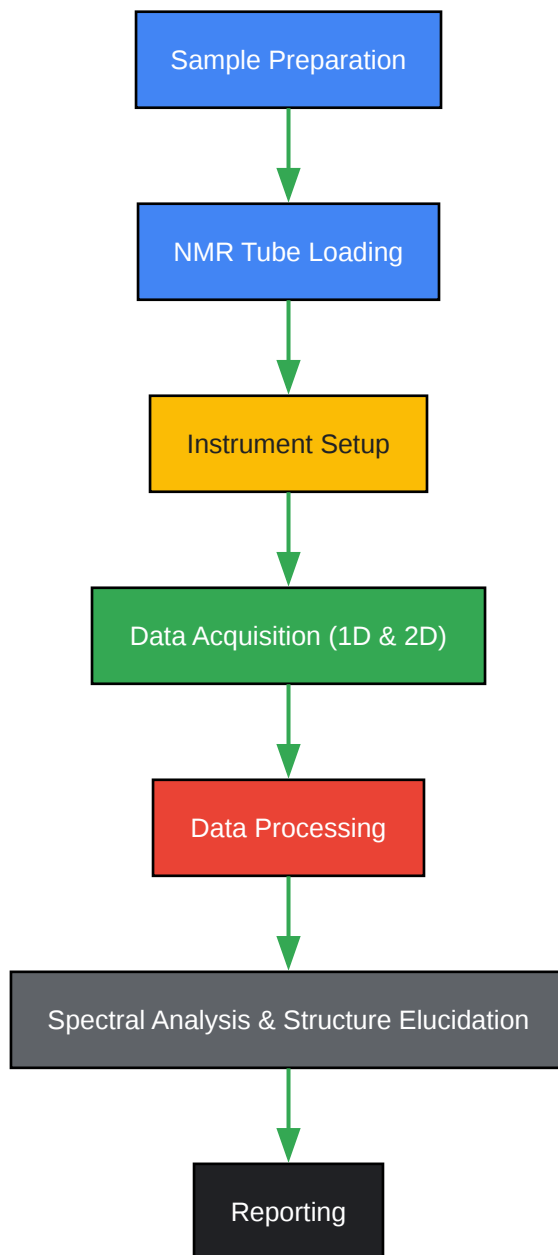 Sample Preparation
NMR Tube Loading
Instrument Setup
Data Acquisition (1D & 2D)
Data Processing
Spectral Analysis & Structure Elucidation
Reporting